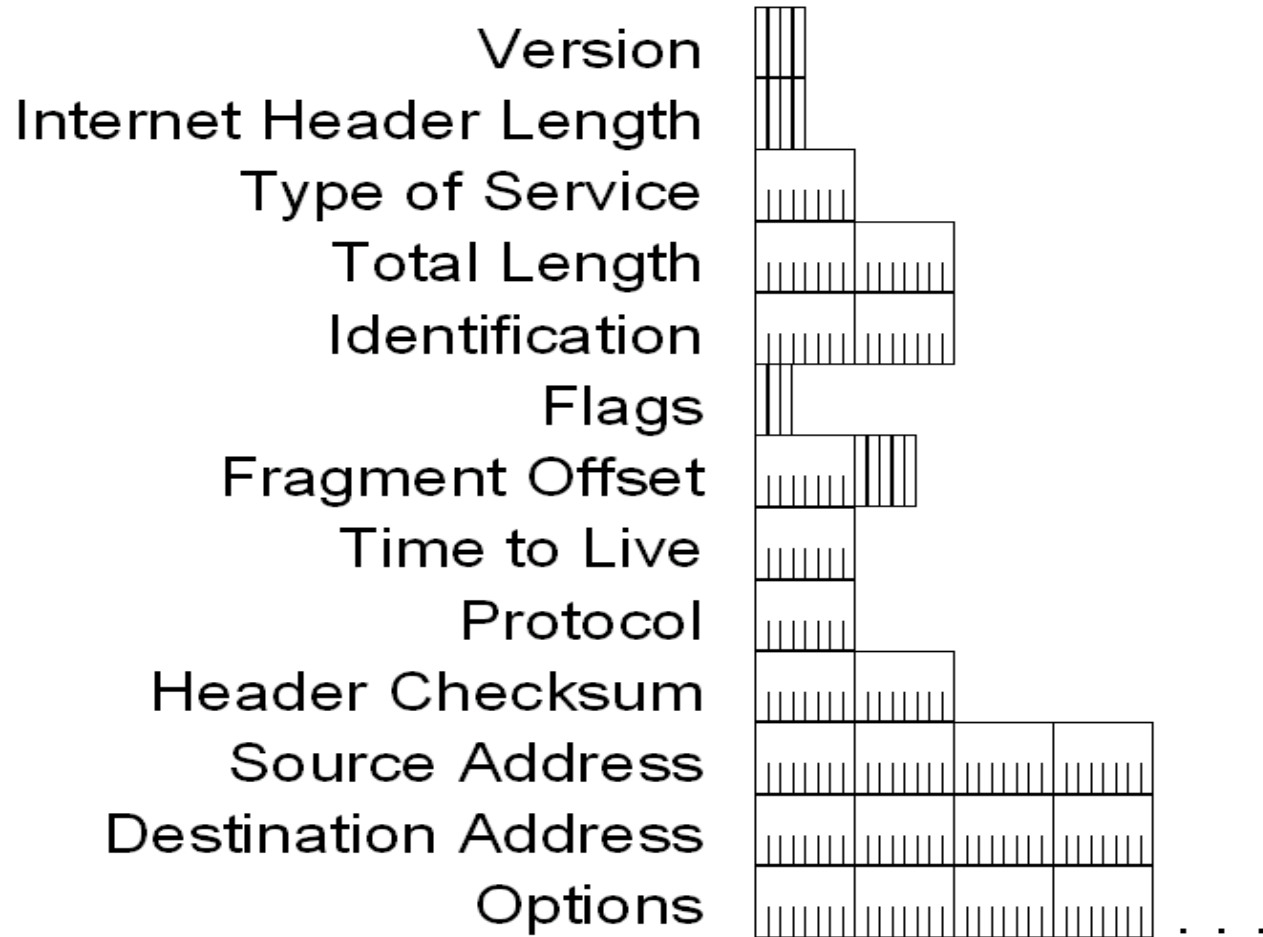 Version
Internet Header Length
Type of Service
Total Length
Identification
Flags
Fragment Offset
Time to Live
Protocol
Header Checksum
Source Address
Destination Address
Options . . .